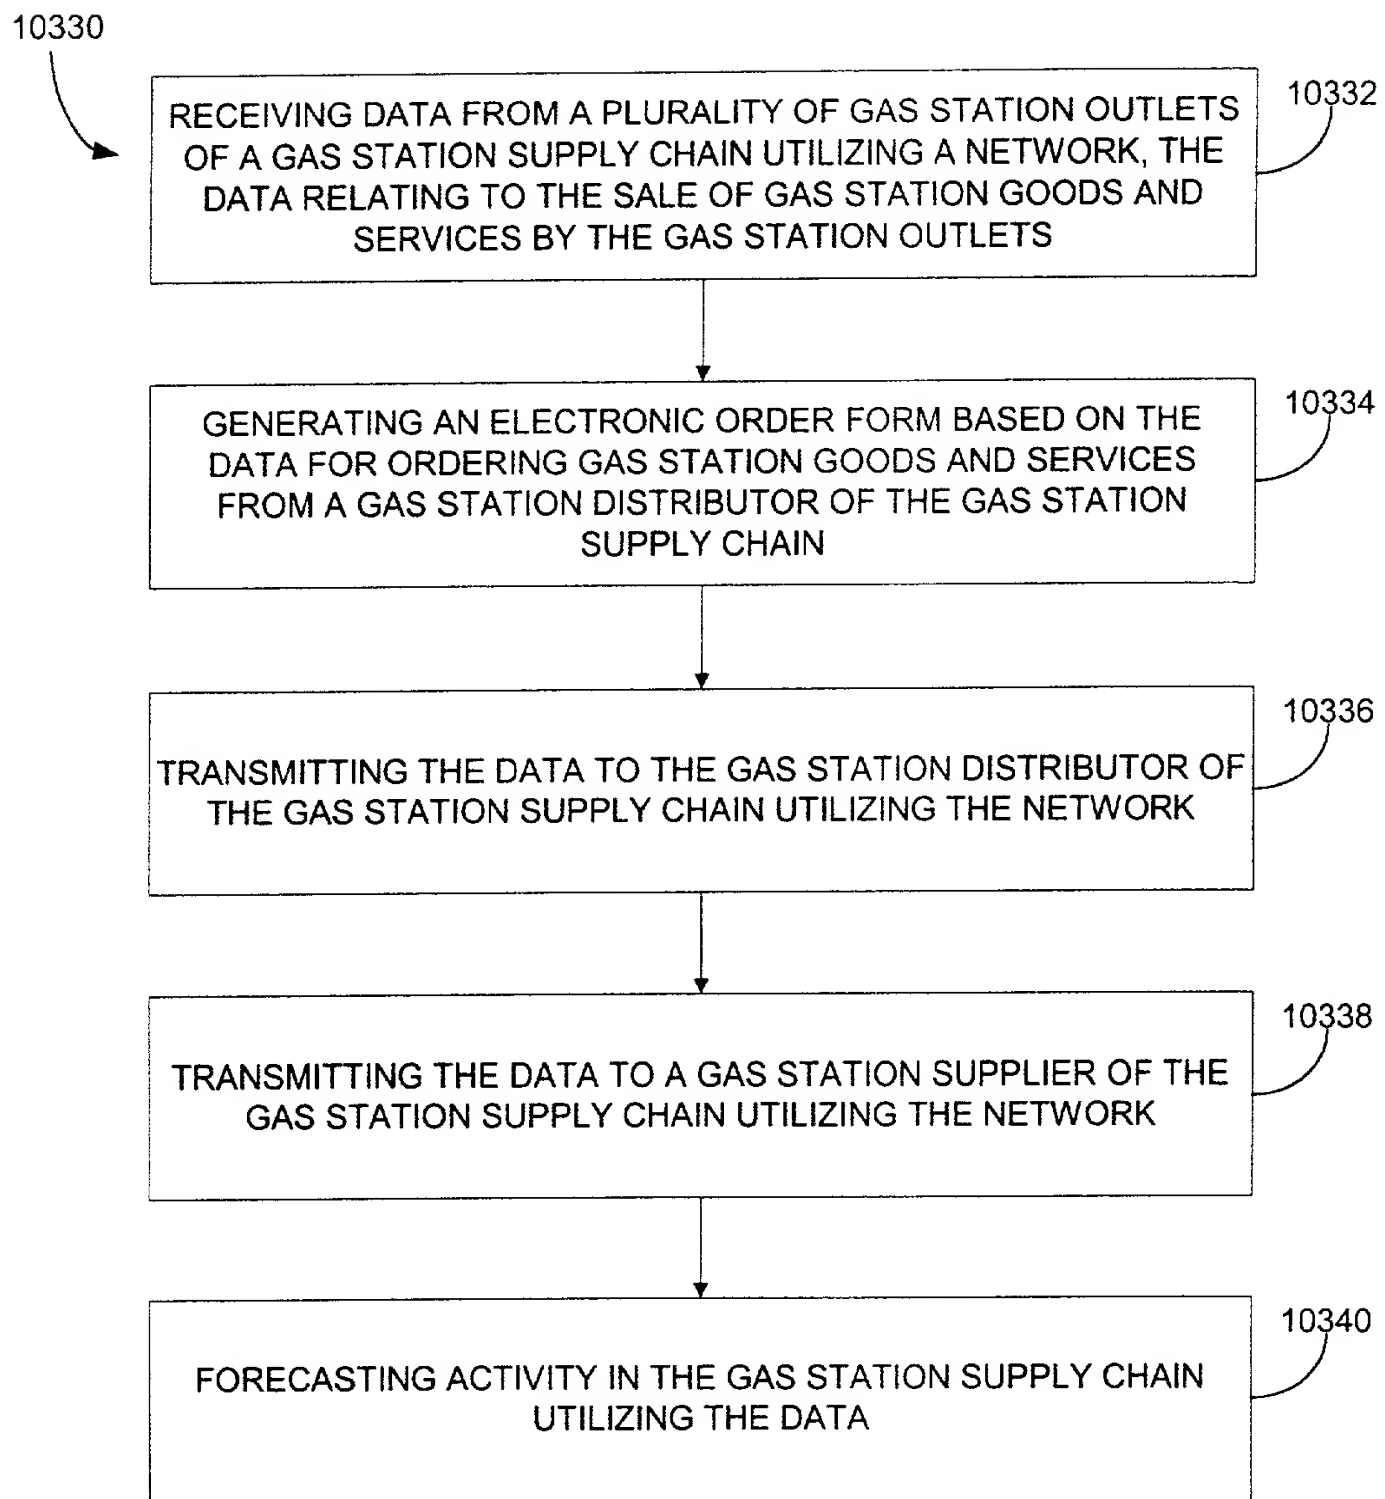 10330
10332
RECEIVING DATA FROM A PLURALITY OF GAS STATION OUTLETS
OF A GAS STATION SUPPLY CHAIN UTILIZING A NETWORK, THE
DATA RELATING TO THE SALE OF GAS STATION GOODS AND
SERVICES BY THE GAS STATION OUTLETS
10334
GENERATING AN ELECTRONIC ORDER FORM BASED ON THE
DATA FOR ORDERING GAS STATION GOODS AND SERVICES
FROM A GAS STATION DISTRIBUTOR OF THE GAS STATION
SUPPLY CHAIN
10336
TRANSMITTING THE DATA TO THE GAS STATION DISTRIBUTOR OF
THE GAS STATION SUPPLY CHAIN UTILIZING THE NETWORK
10338
TRANSMITTING THE DATA TO A GAS STATION SUPPLIER OF THE
GAS STATION SUPPLY CHAIN UTILIZING THE NETWORK
10340
FORECASTING ACTIVITY IN THE GAS STATION SUPPLY CHAIN
UTILIZING THE DATA